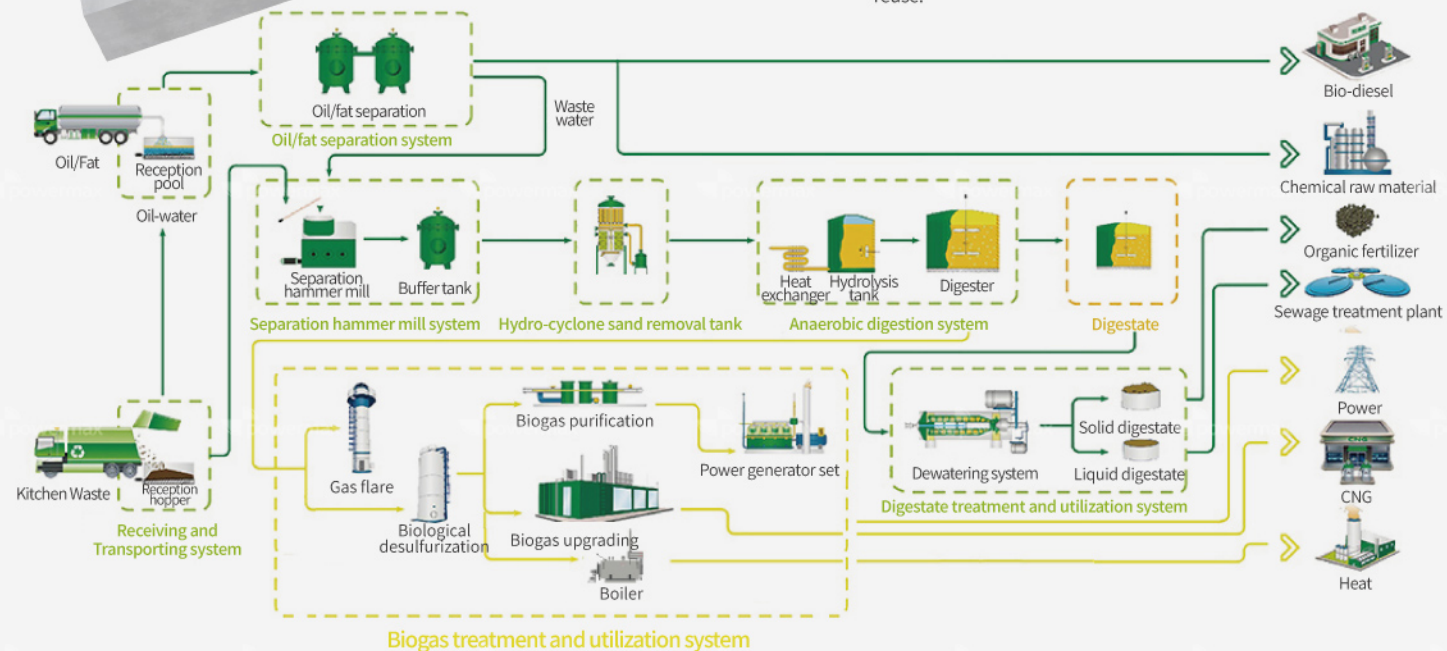 reuse.
Oil/fat separation
Oil/fat separation system
Waste
water
Bio-diesel
Oil/Fat
Reception
pool
Oil-water
Chemical raw material
Separation
hammer mill
Buffer tank
Separation hammer mill system
Hydro-cyclone sand removal tank
Heat
exchanger
Hydrolysis
tank
Digester
Anaerobic digestion system
Digestate
Organic fertilizer
Sewage treatment plant
Kitchen Waste
Reception
hopper
Receiving and
Transporting system
Gas flare
Biological
desulfurization
Biogas purification
Power generator set
Biogas upgrading
Boiler
Biogas treatment and utilization system
Dewatering system
Solid digestate
Liquid digestate
Digestate treatment and utilization system
Power
CNG
CNG
Heat